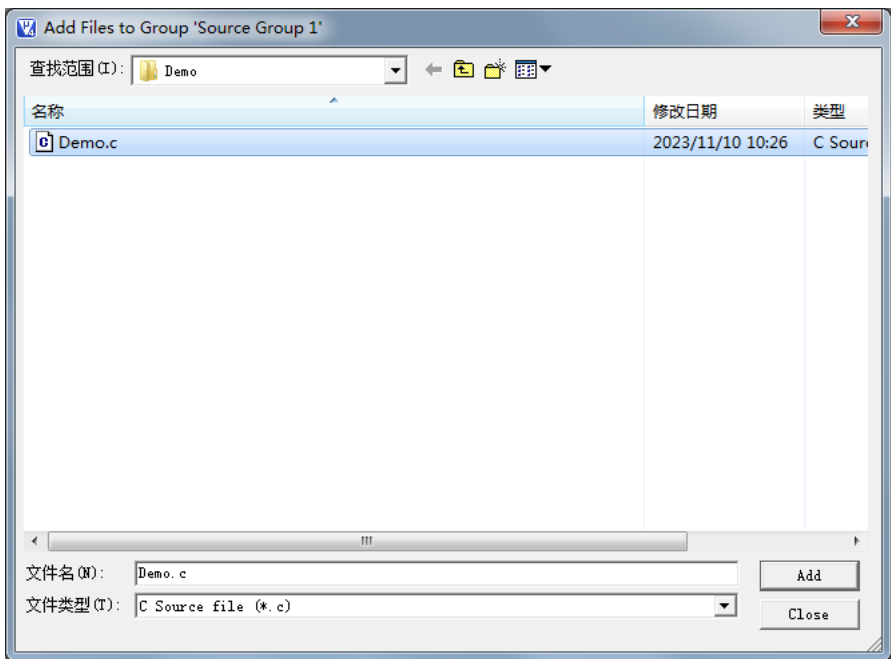 Add Files to Group 'Source Group 1'
查找范围(I): Demo
名称 修改日期 类型
Demo.c 2023/11/10 10:26 C Sour
文件名(N): Demo.c Add
文件类型(T): C Source file (*.c) Close